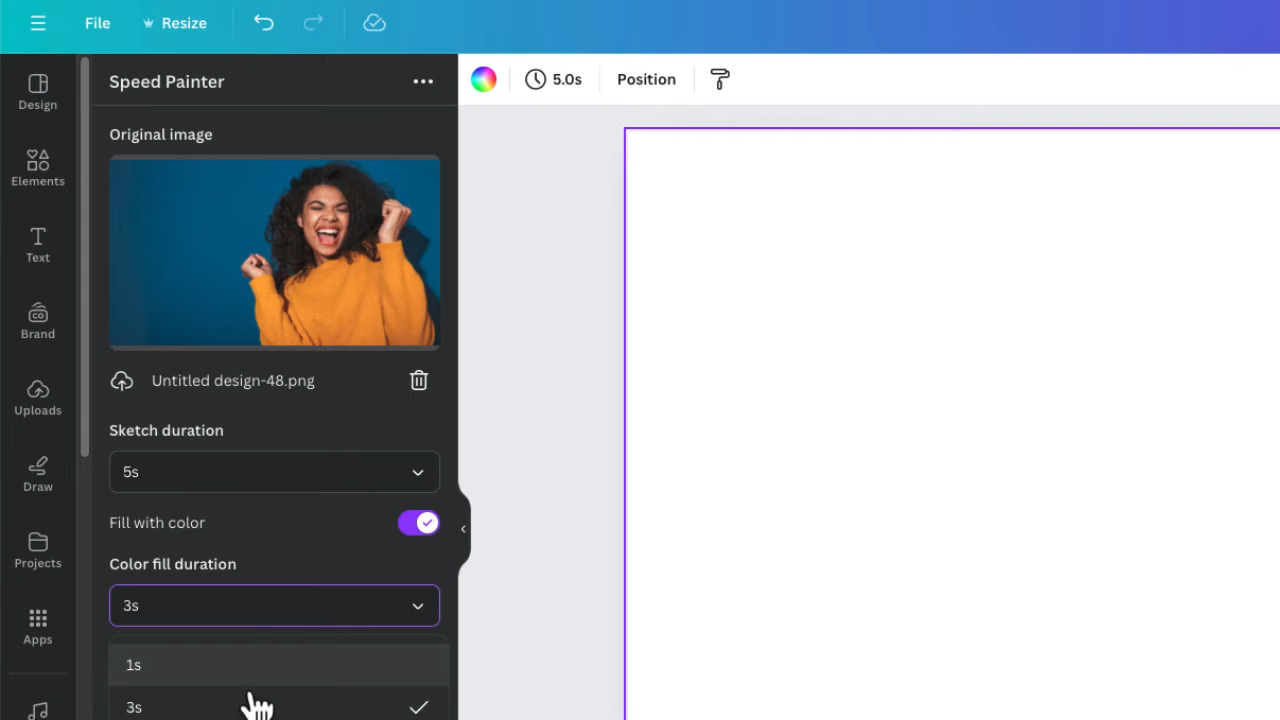 File
Resize
Design
Elements
Text
Brand
CO
Uploads
Draw
Projects
Apps
Speed Painter
Original image
Untitled design-48.png
Sketch duration
5s
Fill with color
Color fill duration
3s
1s
3s
5.0s
Position